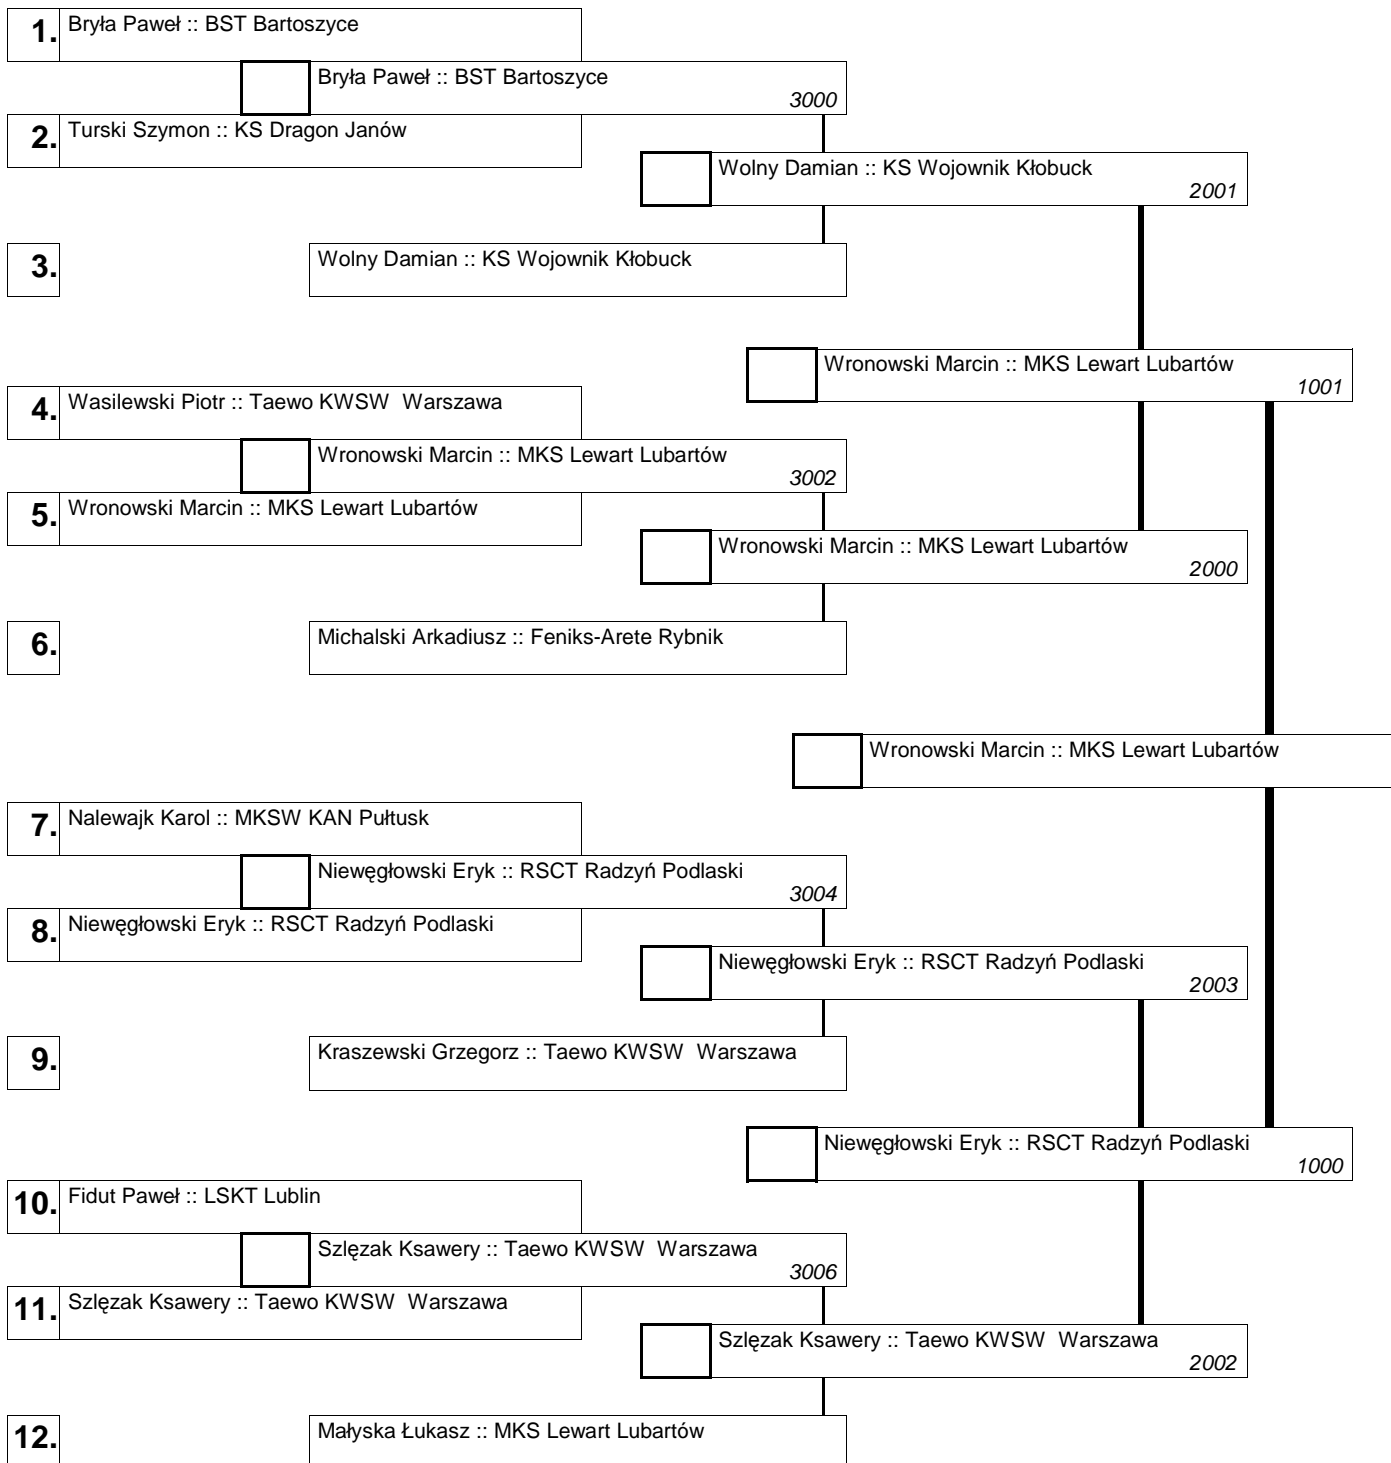 1. Bryła Paweł :: BST Bartoszyce
Bryła Paweł :: BST Bartoszyce
3000
2. Turski Szymon :: KS Dragon Janów
Wolny Damian :: KS Wojownik Kłobuck
2001
3. Wolny Damian :: KS Wojownik Kłobuck
Wronowski Marcin :: MKS Lewart Lubartów
1001
4. Wasilewski Piotr :: Taewo KWSW  Warszawa
Wronowski Marcin :: MKS Lewart Lubartów
3002
5. Wronowski Marcin :: MKS Lewart Lubartów
Wronowski Marcin :: MKS Lewart Lubartów
2000
6. Michalski Arkadiusz :: Feniks-Arete Rybnik
Wronowski Marcin :: MKS Lewart Lubartów
7. Nalewajk Karol :: MKSW KAN Pułtusk
Niewęgłowski Eryk :: RSCT Radzyń Podlaski
3004
8. Niewęgłowski Eryk :: RSCT Radzyń Podlaski
Niewęgłowski Eryk :: RSCT Radzyń Podlaski
2003
9. Kraszewski Grzegorz :: Taewo KWSW  Warszawa
Niewęgłowski Eryk :: RSCT Radzyń Podlaski
1000
10. Fidut Paweł :: LSKT Lublin
Szlęzak Ksawery :: Taewo KWSW  Warszawa
3006
11. Szlęzak Ksawery :: Taewo KWSW  Warszawa
Szlęzak Ksawery :: Taewo KWSW  Warszawa
2002
12. Małyska Łukasz :: MKS Lewart Lubartów